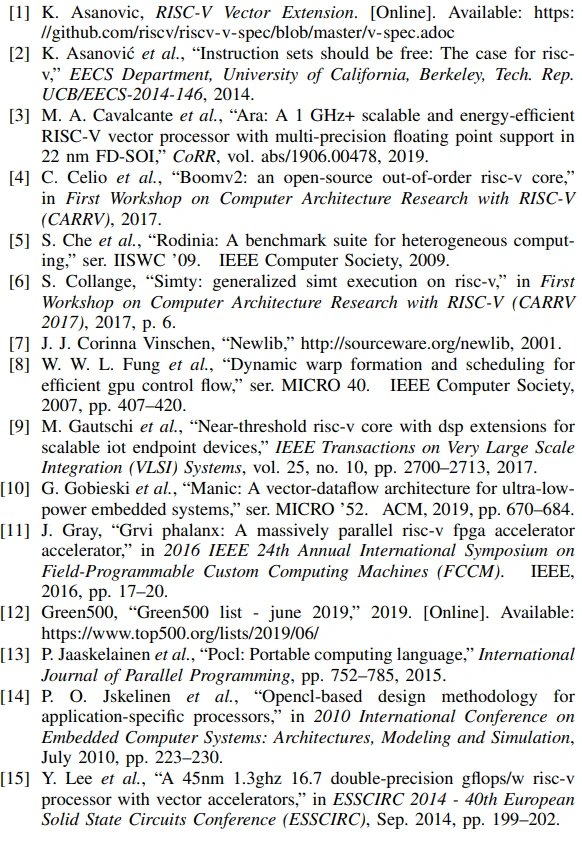 [1] K. Asanovic, RISC-V Vector Extension. [Online]. Available: https:
//github.com/riscv/riscv-v-spec/blob/master/v-spec.adoc
[2] K. Asanović et al., “Instruction sets should be free: The case for risc-
v,” EECS Department, University of California, Berkeley, Tech. Rep.
UCB/EECS-2014-146, 2014.
[3] M. A. Cavalcante et al., “Ara: A 1 GHz+ scalable and energy-efficient
RISC-V vector processor with multi-precision floating point support in
22 nm FD-SOI,” CoRR, vol. abs/1906.00478, 2019.
[4] C. Celio et al., “Boomv2: an open-source out-of-order risc-v core,”
in First Workshop on Computer Architecture Research with RISC-V
(CARRV), 2017.
[5] S. Che et al., “Rodinia: A benchmark suite for heterogeneous comput-
ing,” ser. IISWC ’09. IEEE Computer Society, 2009.
[6] S. Collange, “Simty: generalized simt execution on risc-v,” in First
Workshop on Computer Architecture Research with RISC-V (CARRV
2017), 2017, p. 6.
[7] J. J. Corinna Vinschen, “Newlib,” http://sourceware.org/newlib, 2001.
[8] W. W. L. Fung et al., “Dynamic warp formation and scheduling for
efficient gpu control flow,” ser. MICRO 40. IEEE Computer Society,
2007, pp. 407–420.
[9] M. Gautschi et al., “Near-threshold risc-v core with dsp extensions for
scalable iot endpoint devices,” IEEE Transactions on Very Large Scale
Integration (VLSI) Systems, vol. 25, no. 10, pp. 2700–2713, 2017.
[10] G. Gobieski et al., “Manic: A vector-dataflow architecture for ultra-low-
power embedded systems,” ser. MICRO ’52. ACM, 2019, pp. 670–684.
[11] J. Gray, “Grvi phalanx: A massively parallel risc-v fpga accelerator
accelerator,” in 2016 IEEE 24th Annual International Symposium on
Field-Programmable Custom Computing Machines (FCCM). IEEE,
2016, pp. 17–20.
[12] Green500, “Green500 list - june 2019,” 2019. [Online]. Available:
https://www.top500.org/lists/2019/06/
[13] P. Jaaskelainen et al., “Pocl: Portable computing language,” International
Journal of Parallel Programming, pp. 752–785, 2015.
[14] P. O. Jskelinen et al., “Opencl-based design methodology for
application-specific processors,” in 2010 International Conference on
Embedded Computer Systems: Architectures, Modeling and Simulation,
July 2010, pp. 223–230.
[15] Y. Lee et al., “A 45nm 1.3ghz 16.7 double-precision gflops/w risc-v
processor with vector accelerators,” in ESSCIRC 2014 - 40th European
Solid State Circuits Conference (ESSCIRC), Sep. 2014, pp. 199–202.